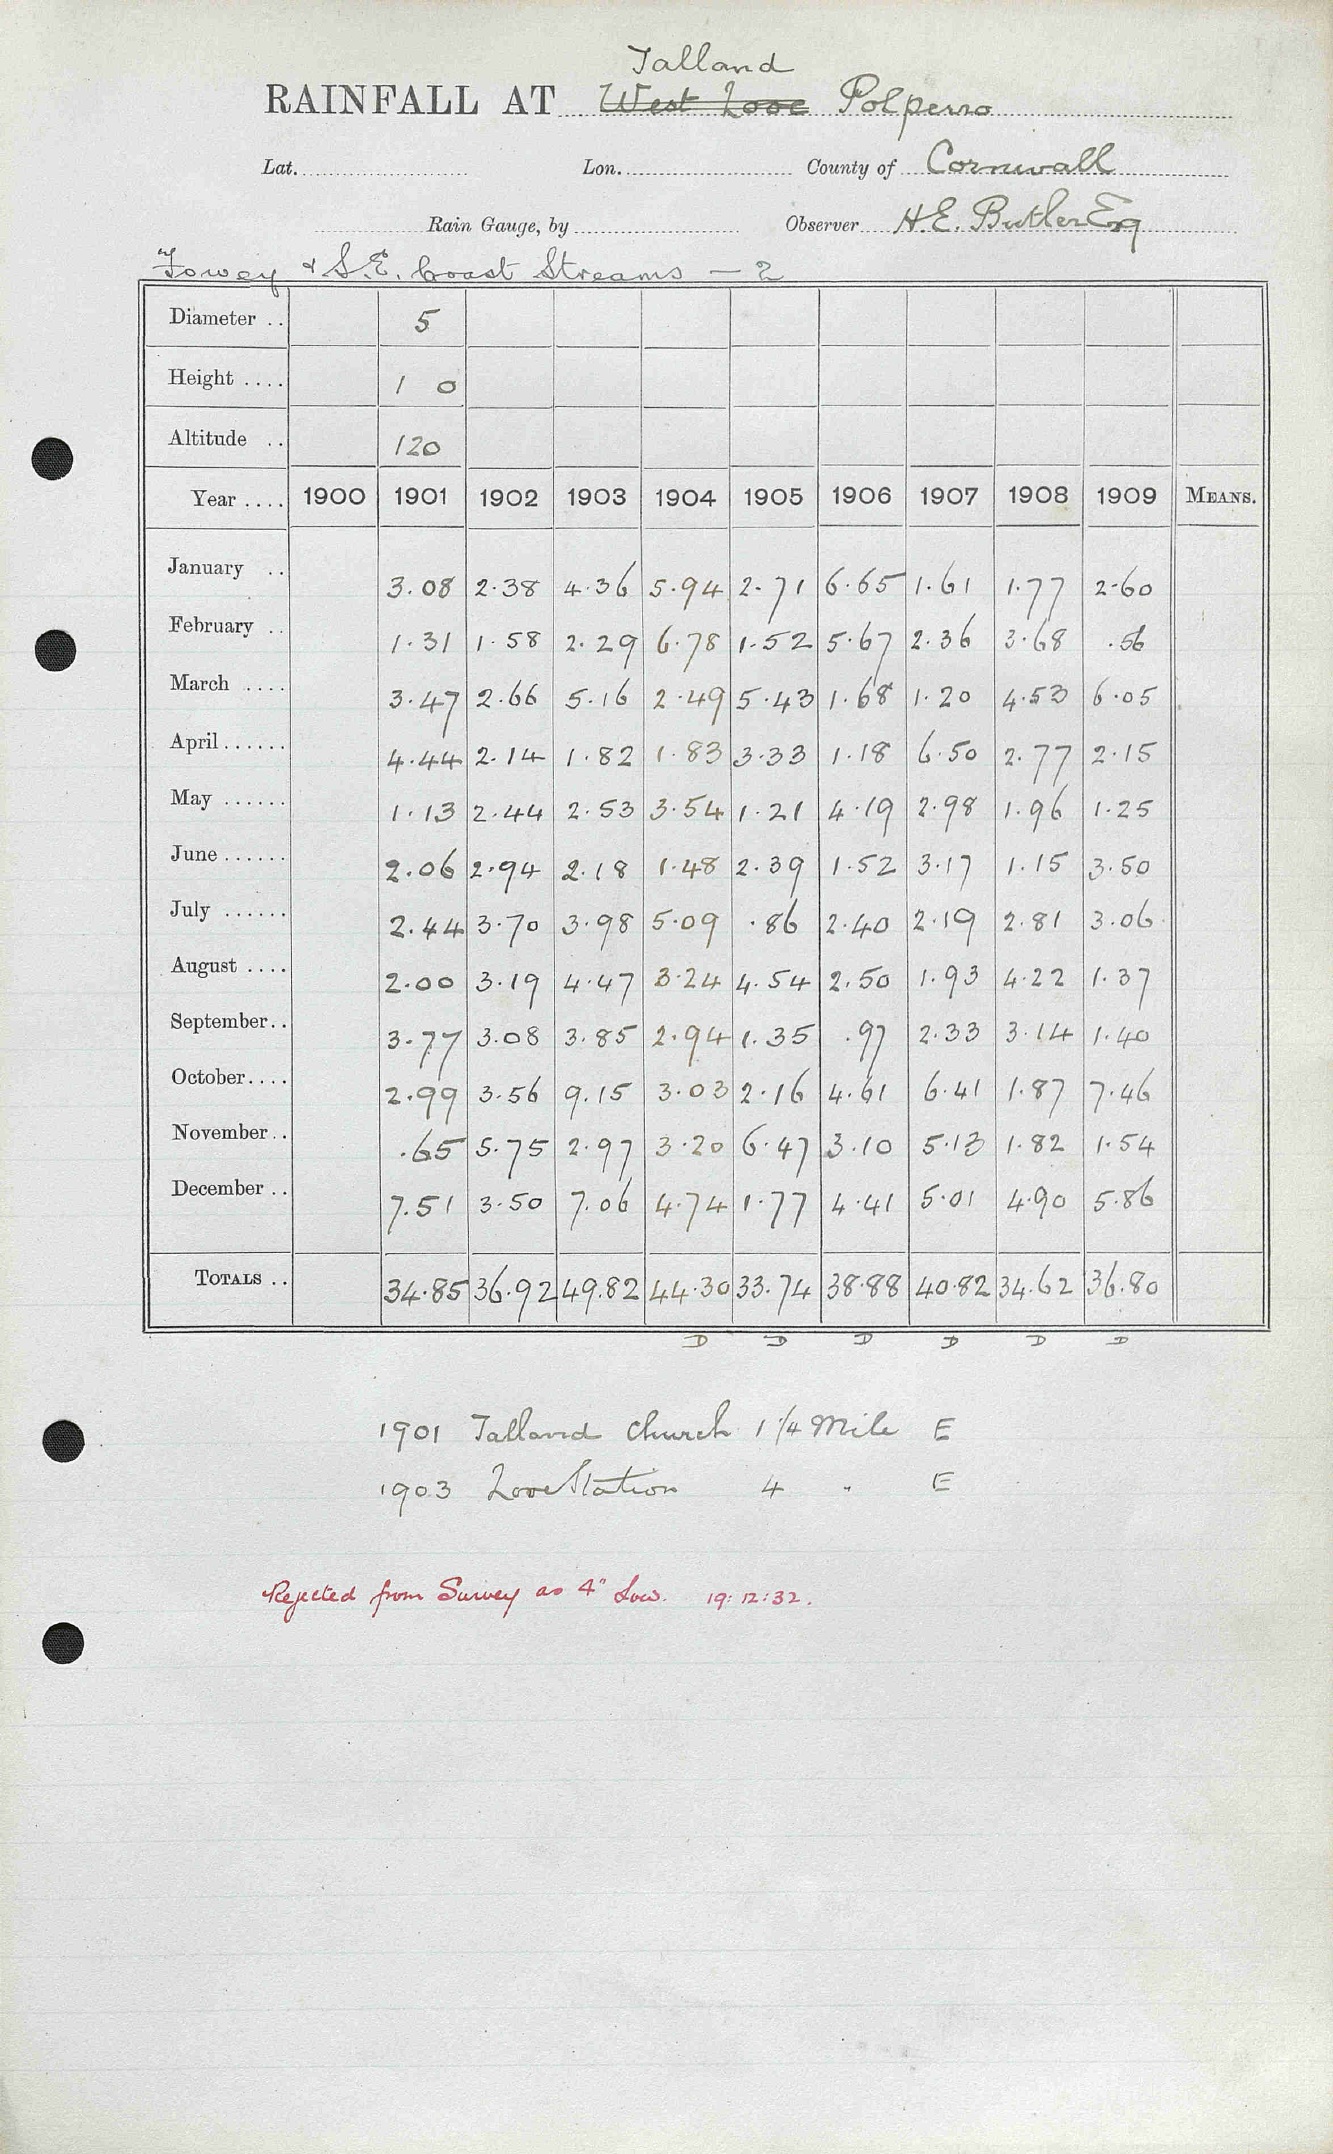 Talland
RAINFALL AT West Looe Polperro
Lat. Lon. County of Cornwall
Rain Gauge, by Observer H.E. Butler Esq
Fowey & S.E. Coast Streams — 2
Diameter .. 5
Height .... 1 0
Altitude .. 120
Year .... 1900 1901 1902 1903 1904 1905 1906 1907 1908 1909 MEANS.
January .. 3.08 2.38 4.36 5.94 2.71 6.65 1.61 1.77 2.60
February .. 1.31 1.58 2.29 6.78 1.52 5.67 2.36 3.68 .56
March .... 3.47 2.66 5.16 2.49 5.43 1.68 1.20 4.53 6.05
April ...... 4.44 2.14 1.82 1.83 3.33 1.18 6.50 2.77 2.15
May ...... 1.13 2.44 2.53 3.54 1.21 4.19 2.98 1.96 1.25
June ...... 2.06 2.94 2.18 1.48 2.39 1.52 3.17 1.15 3.50
July ...... 2.44 3.70 3.98 5.09 .86 2.40 2.19 2.81 3.06
August .... 2.00 3.19 4.47 3.24 4.54 2.50 1.93 4.22 1.37
September.. 3.77 3.08 3.85 2.94 1.35 .97 2.33 3.14 1.40
October.... 2.99 3.56 9.15 3.03 2.16 4.61 6.41 1.87 7.46
November.. .65 5.75 2.97 3.20 6.47 3.10 5.13 1.82 1.54
December .. 7.51 3.50 7.06 4.74 1.77 4.41 5.01 4.90 5.86
TOTALS .. 34.85 36.92 49.82 44.30 33.74 38.88 40.82 34.62 36.80
D D D D D D
1901 Talland Church 1 1/4 Mile E
1903 Looe Station 4 " E
Rejected from Survey as 4" Low. 19:12:32.